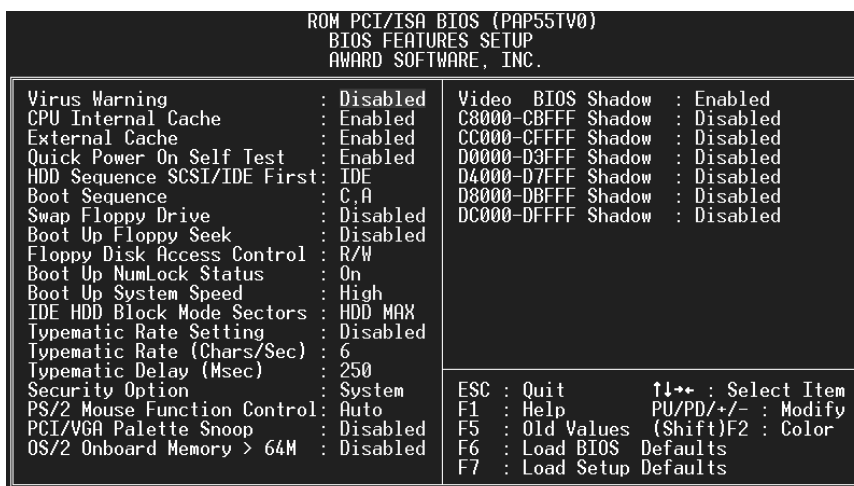 ROM PCI/ISA BIOS (PAP55TV0)
BIOS FEATURES SETUP
AWARD SOFTWARE, INC.
Virus Warning : Disabled
CPU Internal Cache : Enabled
External Cache : Enabled
Quick Power On Self Test : Enabled
HDD Sequence SCSI/IDE First: IDE
Boot Sequence : C,A
Swap Floppy Drive : Disabled
Boot Up Floppy Seek : Disabled
Floppy Disk Access Control : R/W
Boot Up NumLock Status : On
Boot Up System Speed : High
IDE HDD Block Mode Sectors : HDD MAX
Typematic Rate Setting : Disabled
Typematic Rate (Chars/Sec) : 6
Typematic Delay (Msec) : 250
Security Option : System
PS/2 Mouse Function Control: Auto
PCI/VGA Palette Snoop : Disabled
OS/2 Onboard Memory > 64M : Disabled
Video BIOS Shadow : Enabled
C8000-CBFFF Shadow : Disabled
CC000-CFFFF Shadow : Disabled
D0000-D3FFF Shadow : Disabled
D4000-D7FFF Shadow : Disabled
D8000-DBFFF Shadow : Disabled
DC000-DFFFF Shadow : Disabled
ESC : Quit ↑↓→← : Select Item
F1 : Help PU/PD/+/- : Modify
F5 : Old Values (Shift)F2 : Color
F6 : Load BIOS Defaults
F7 : Load Setup Defaults